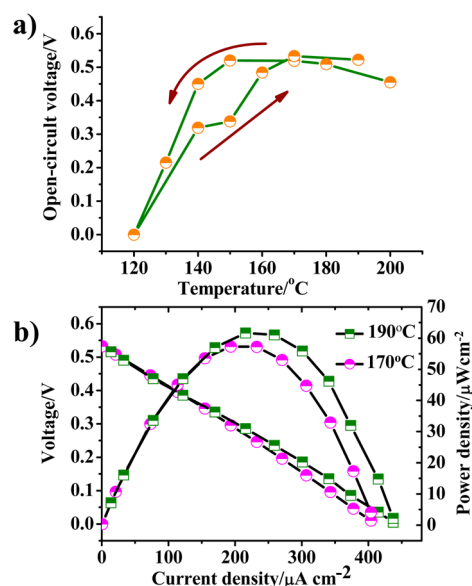 a)
Open-circult voltage/V
0.6
0.5
0.4
0.3
0.2
0.1
0.0
120 140 160 180 200
Temperature/°C
b)
Voltage/V
0.6
0.5
0.4
0.3
0.2
0.1
0.0
190°C
170°C
70
60
50
40
30
20
10
0
Power density/μWcm-2
0 100 200 300 400
Current density/μA cm-2